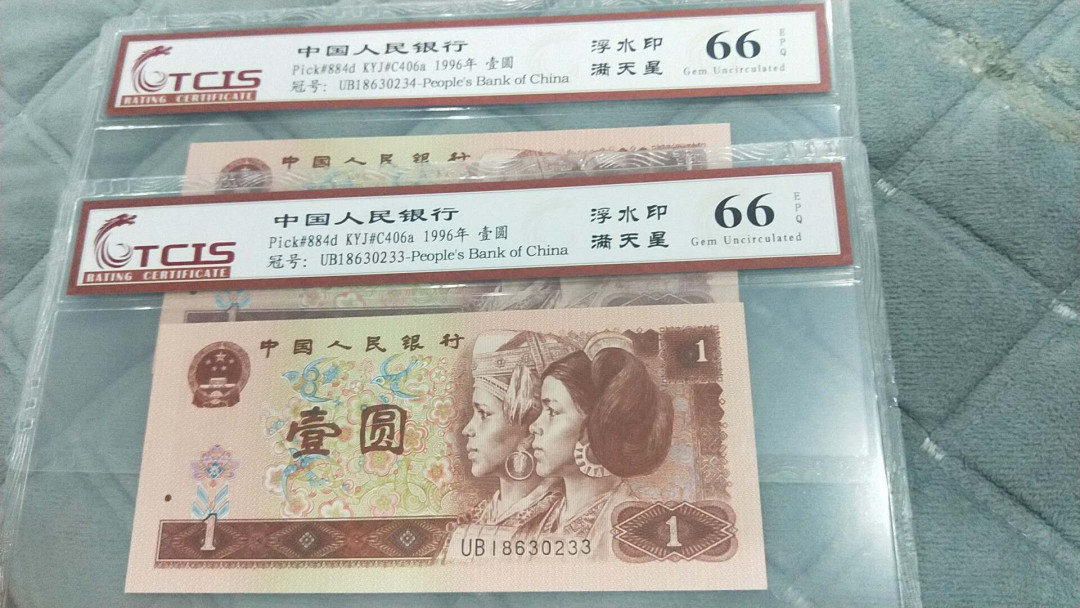 中国人民银行
Pick#884d KYJ#C406a 1996年 壹圆
冠号: UB18630234-People's Bank of China
浮水印
满天星
66
EPQ
Gem Uncirculated
TCIS
RATING CERTIFICATE
中国人民银行
中国人民银行
Pick#884d KYJ#C406a 1996年 壹圆
冠号: UB18630233-People's Bank of China
浮水印
满天星
66
EPQ
Gem Uncirculated
TCIS
RATING CERTIFICATE
中国人民银行
1
壹圆
1
UB18630233
1